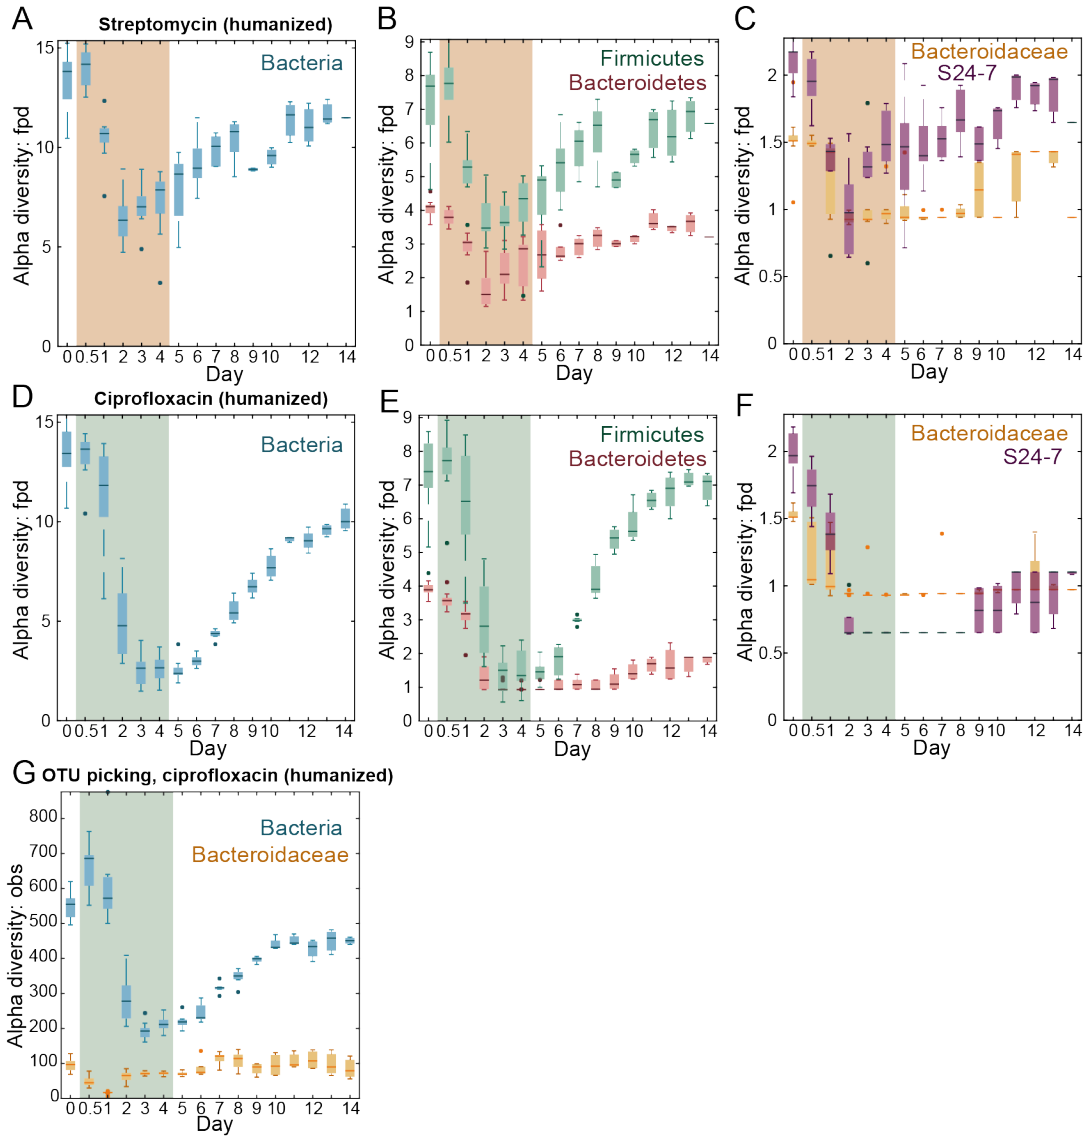 A Streptomycin (humanized)
Bacteria
Alpha diversity: fpd
15
10
5
0
0 0.5 1 2 3 4 5 6 7 8 9 10 12 14
Day
B
Firmicutes
Bacteroidetes
Alpha diversity: fpd
9
8
7
6
5
4
3
2
1
0
0 0.5 1 2 3 4 5 6 7 8 9 10 12 14
Day
C
Bacteroidaceae
S24-7
Alpha diversity: fpd
2
1.5
1
0.5
0
0 0.5 1 2 3 4 5 6 7 8 9 10 12 14
Day
D Ciprofloxacin (humanized)
Bacteria
Alpha diversity: fpd
15
10
5
0
0 0.5 1 2 3 4 5 6 7 8 9 10 12 14
Day
E
Firmicutes
Bacteroidetes
Alpha diversity: fpd
9
8
7
6
5
4
3
2
1
0
0 0.5 1 2 3 4 5 6 7 8 9 10 12 14
Day
F
Bacteroidaceae
S24-7
Alpha diversity: fpd
2
1.5
1
0.5
0
0 0.5 1 2 3 4 5 6 7 8 9 10 12 14
Day
G OTU picking, ciprofloxacin (humanized)
Bacteria
Bacteroidaceae
Alpha diversity: obs
800
700
600
500
400
300
200
100
0
0 0.5 1 2 3 4 5 6 7 8 9 10 12 14
Day